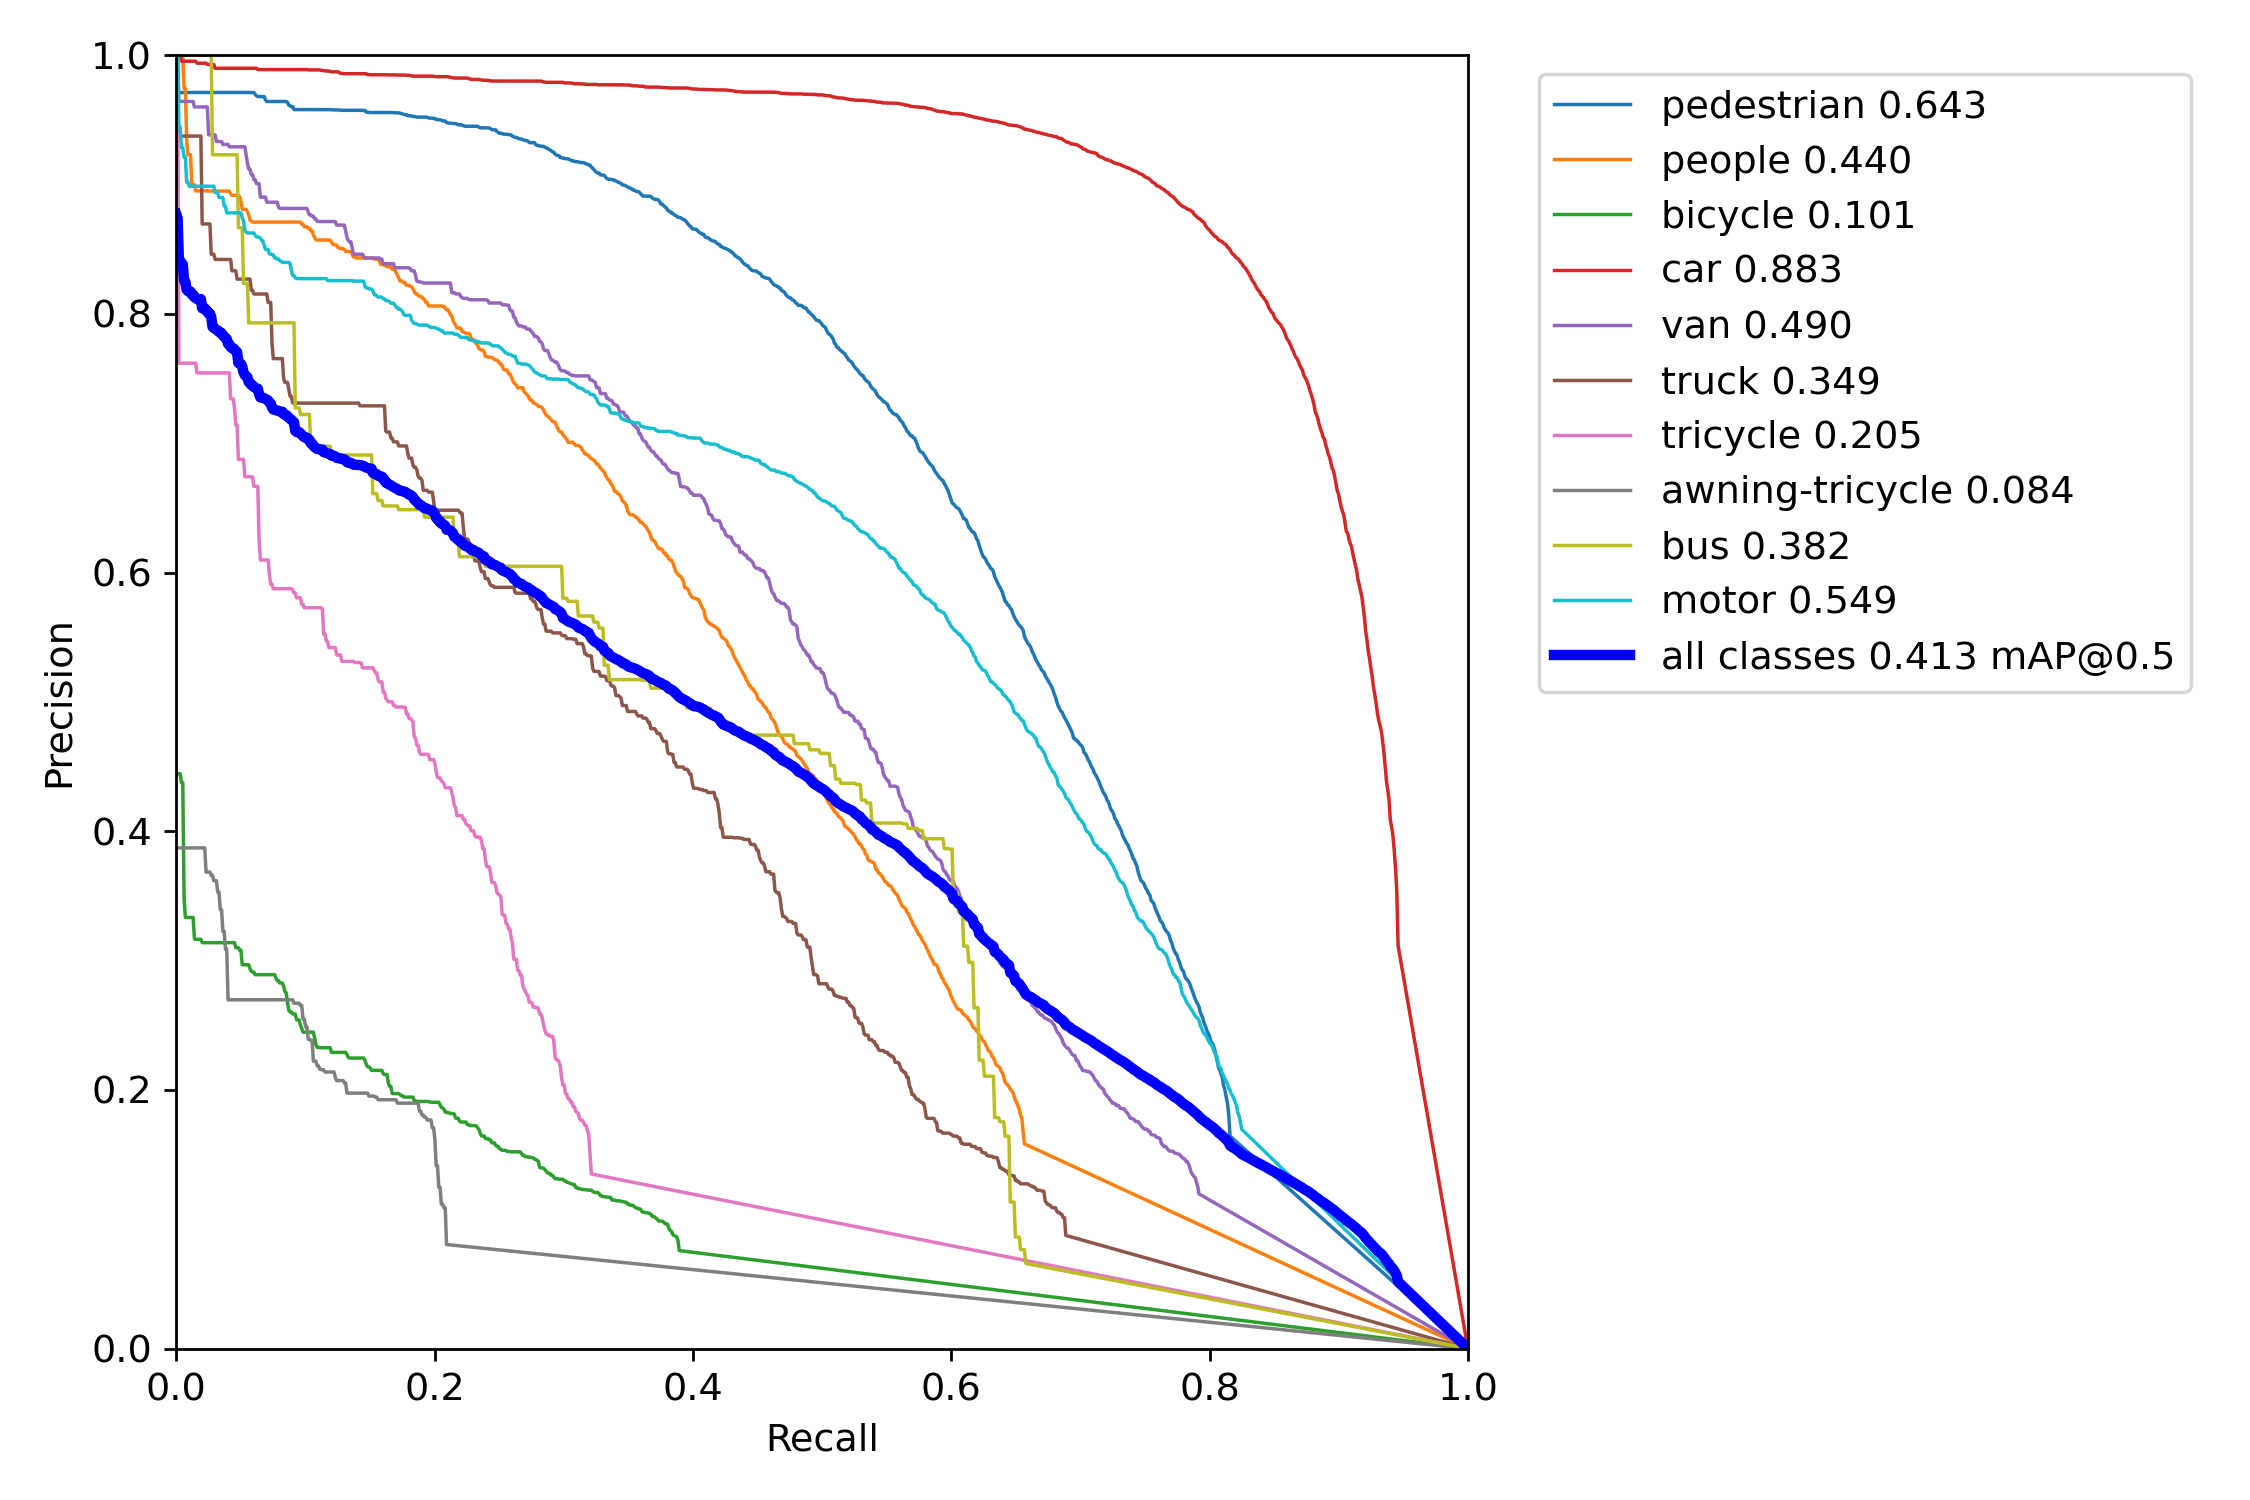 1.0
0.8
0.6
0.4
0.2
0.0
Precision
0.0 0.2 0.4 0.6 0.8 1.0
Recall
pedestrian 0.643
people 0.440
bicycle 0.101
car 0.883
van 0.490
truck 0.349
tricycle 0.205
awning-tricycle 0.084
bus 0.382
motor 0.549
all classes 0.413 mAP@0.5